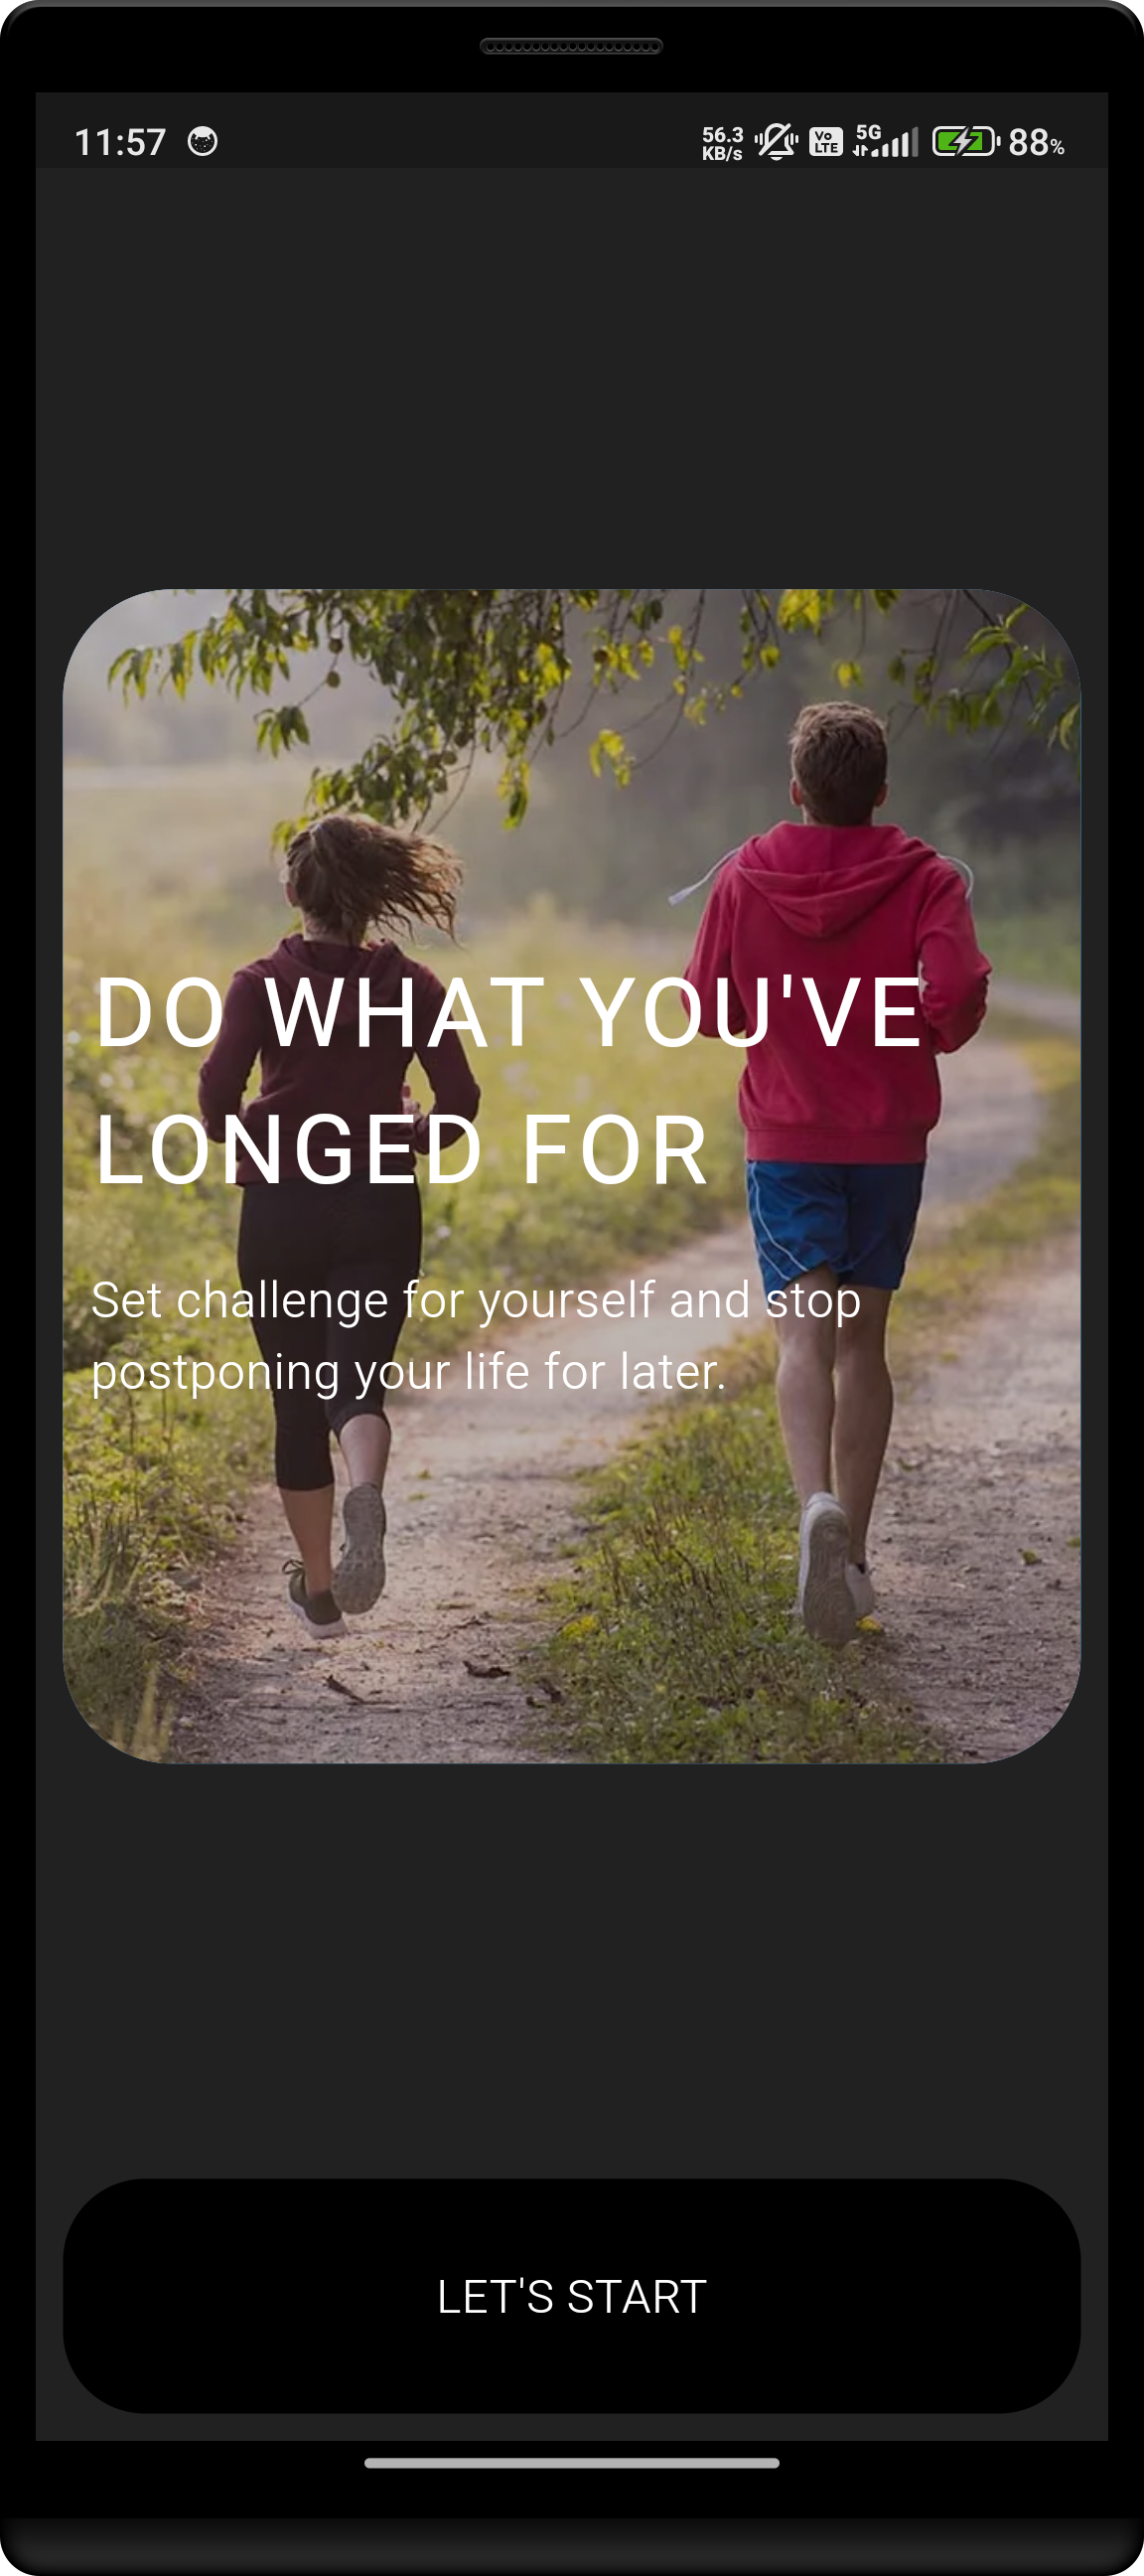 11:57
56.3
KB/s
Vo
LTE
5G
88%
DO WHAT YOU'VE
LONGED FOR
Set challenge for yourself and stop
postponing your life for later.
LET'S START